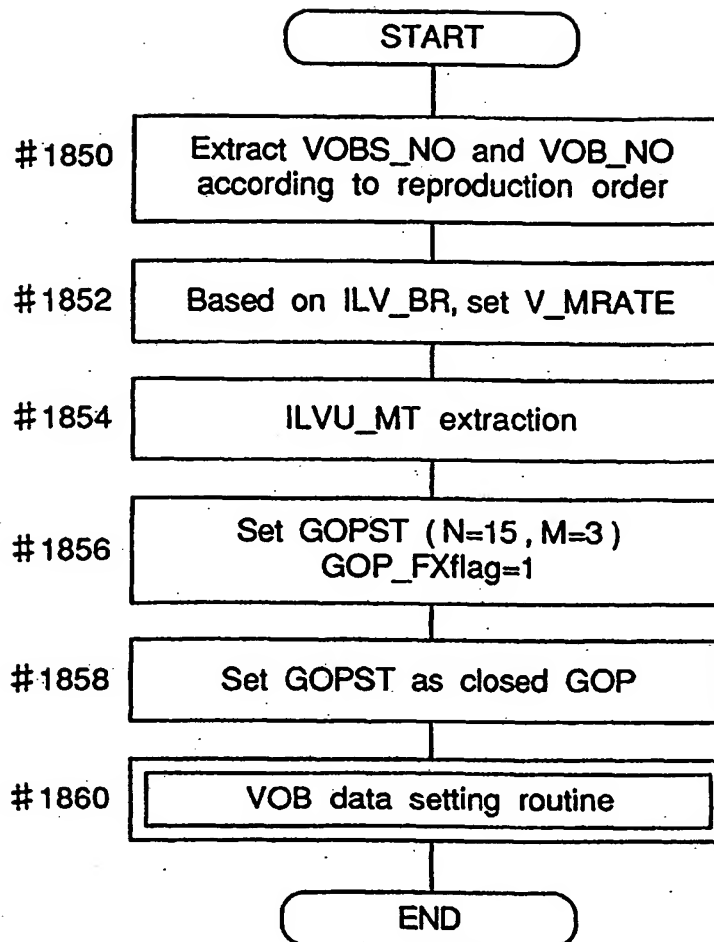 START
#1850
Extract VOBS_NO and VOB_NO
according to reproduction order
#1852
Based on ILV_BR, set V_MRATE
#1854
ILVU_MT extraction
#1856
Set GOPST (N=15, M=3)
GOP_FXflag=1
#1858
Set GOPST as closed GOP
#1860
VOB data setting routine
END